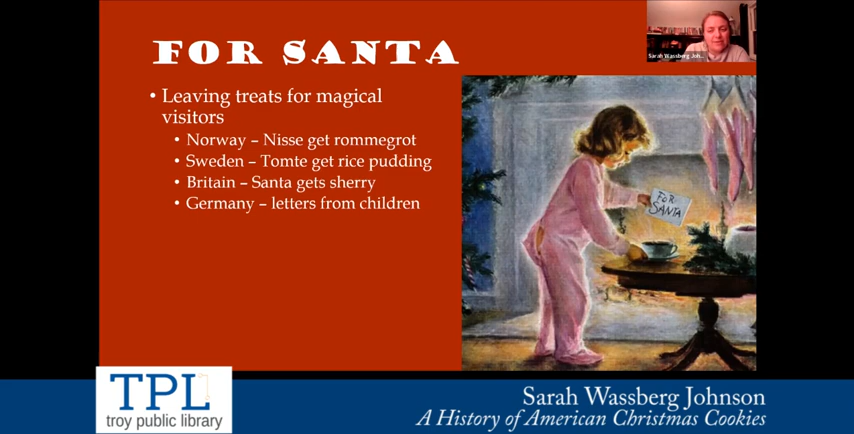 FOR SANTA
Sarah Wassberg Joh...
• Leaving treats for magical
visitors
• Norway – Nisse get rommegrot
• Sweden – Tomte get rice pudding
• Britain – Santa gets sherry
• Germany – letters from children
FOR
SANTA
TPL
troy public library
Sarah Wassberg Johnson
A History of American Christmas Cookies